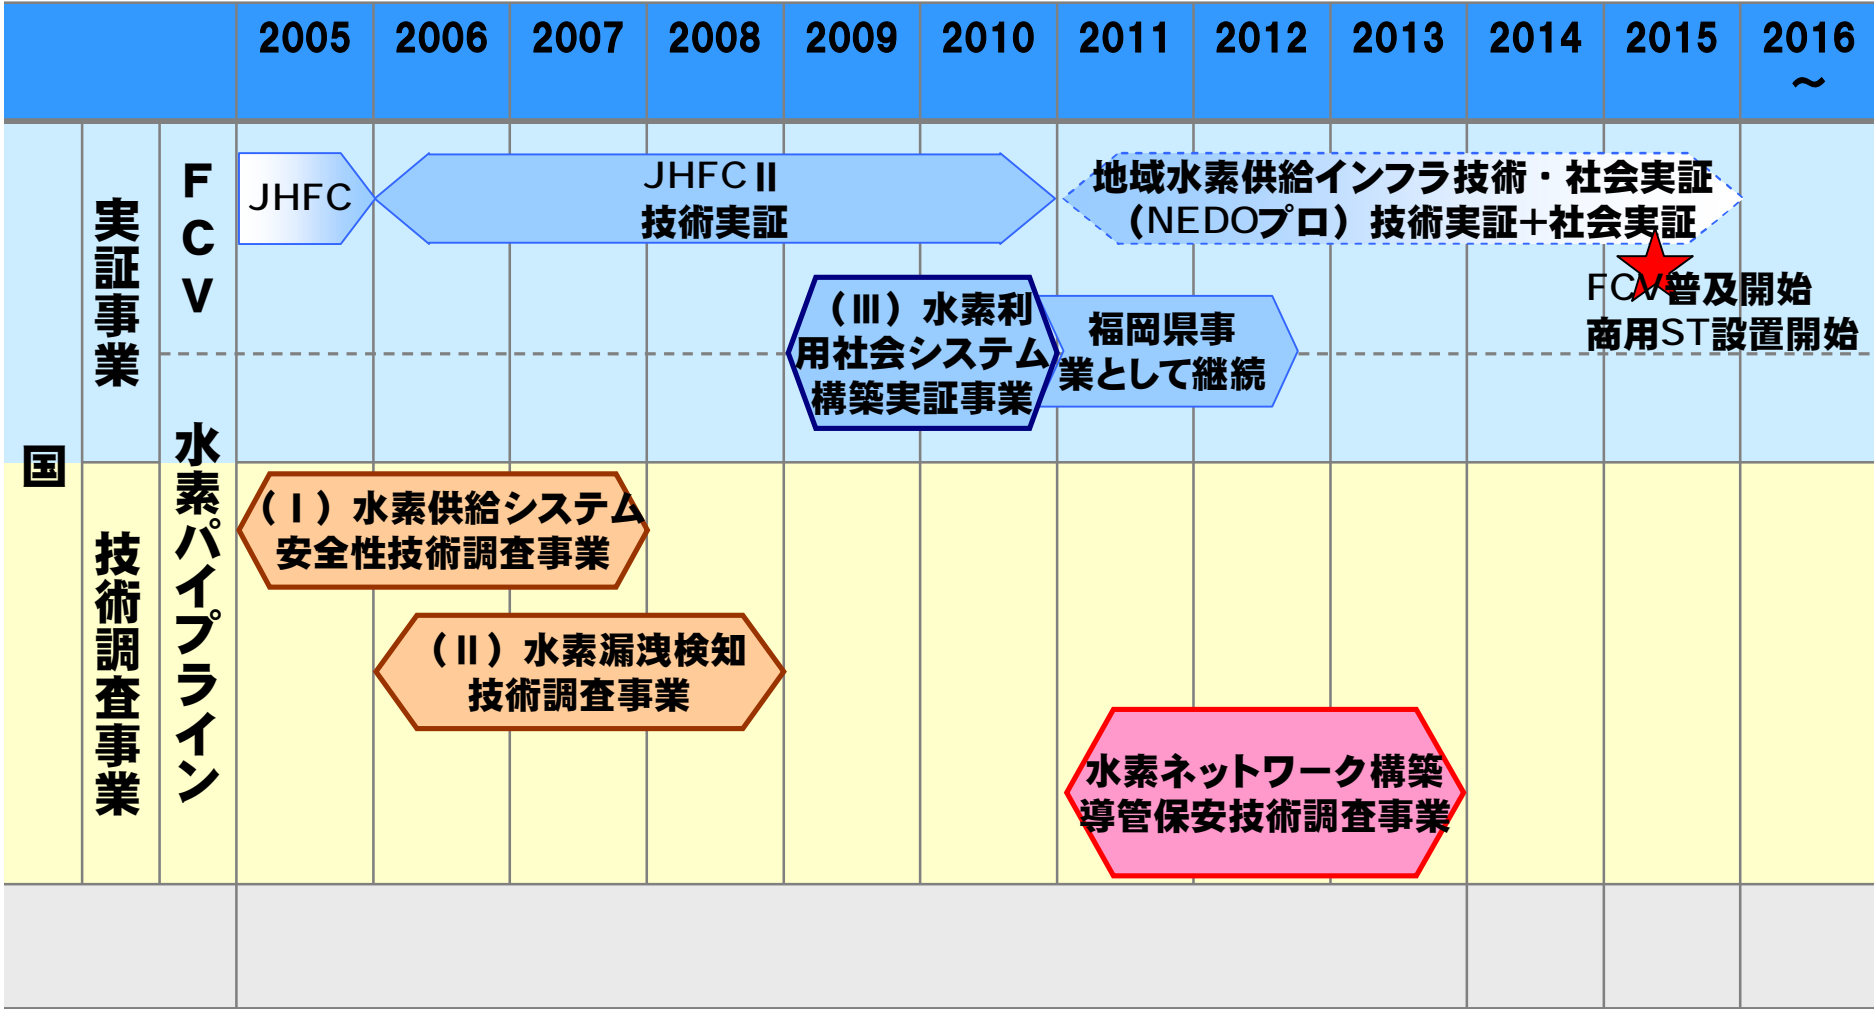 2005 2006 2007 2008 2009 2010 2011 2012 2013 2014 2015 2016
～
国
実証事業
技術調査事業
FCV
水素パイプライン
JHFC
JHFCⅡ
技術実証
地域水素供給インフラ技術・社会実証
（NEDOプロ）技術実証＋社会実証
FCV普及開始
商用ST設置開始
（Ⅲ）水素利
用社会システム
構築実証事業
福岡県事
業として継続
（Ⅰ）水素供給システム
安全性技術調査事業
（Ⅱ）水素漏洩検知
技術調査事業
水素ネットワーク構築
導管保安技術調査事業